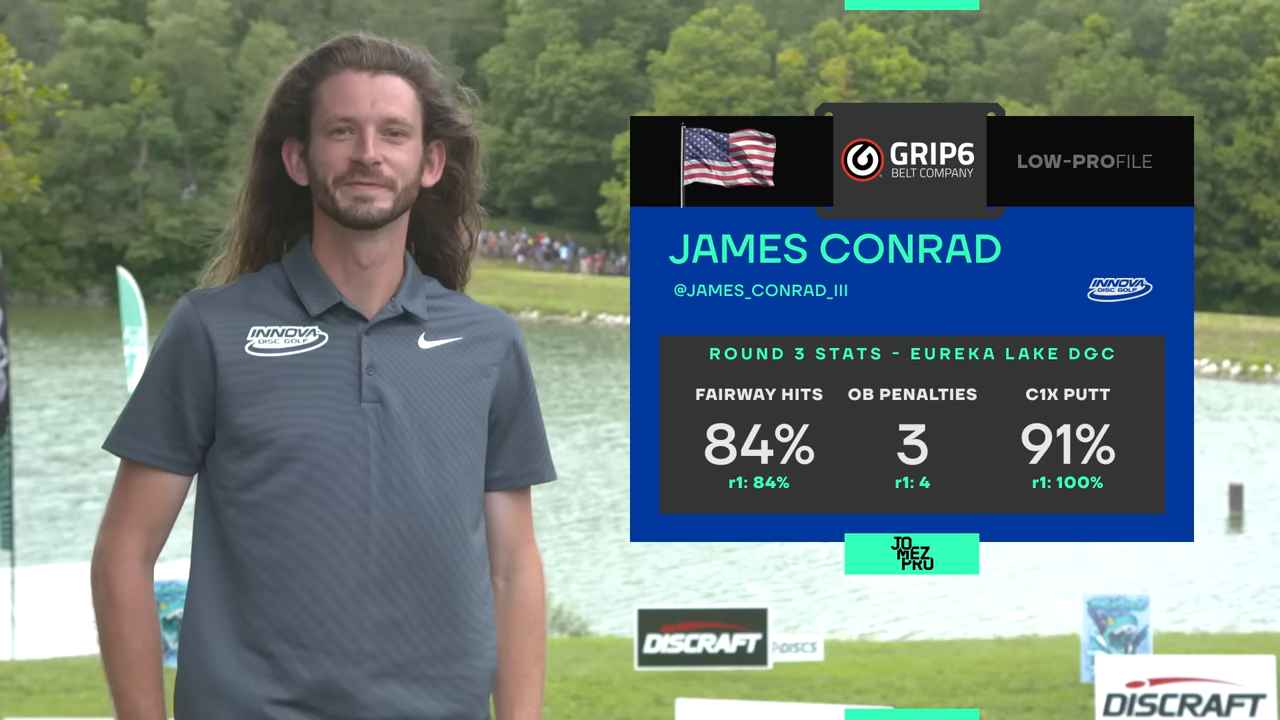 GRIP6
BELT COMPANY
LOW-PROFILE
JAMES CONRAD
@JAMES_CONRAD_III
INNOVA
DISC GOLF
INNOVA
DISC GOLF
ROUND 3 STATS - EUREKA LAKE DGC
FAIRWAY HITS OB PENALTIES C1X PUTT
84% 3 91%
r1: 84% r1: 4 r1: 100%
JO
MEZ
PRO
DISCRAFT
DISCRAFT